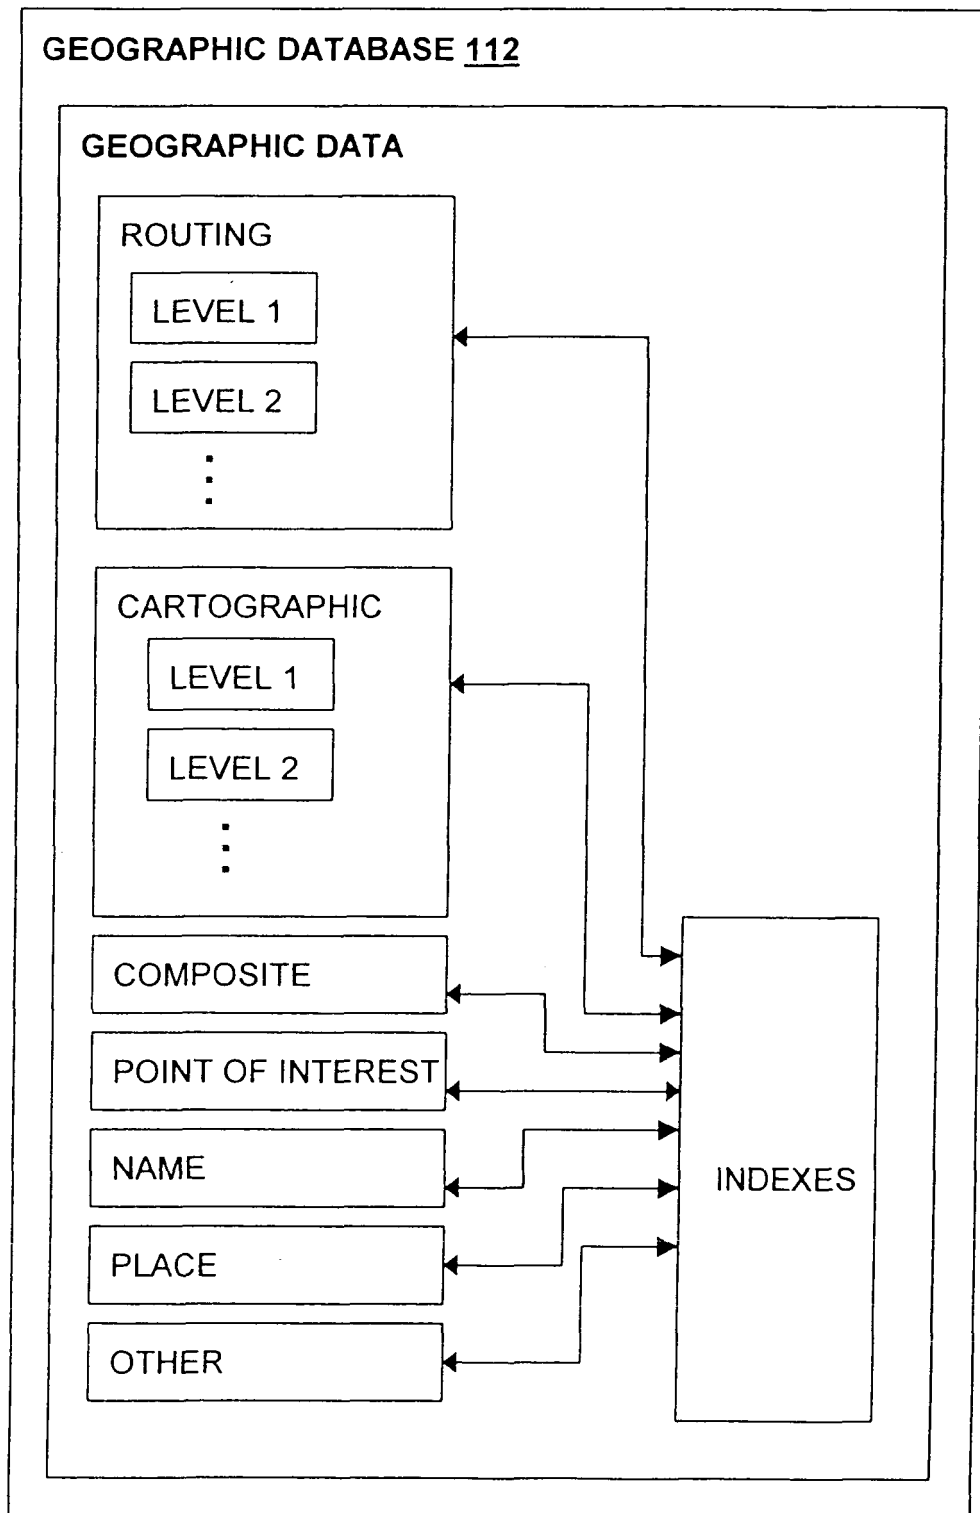 GEOGRAPHIC DATABASE 112
GEOGRAPHIC DATA
ROUTING
LEVEL 1
LEVEL 2
CARTOGRAPHIC
LEVEL 1
LEVEL 2
COMPOSITE
POINT OF INTEREST
NAME
PLACE
OTHER
INDEXES